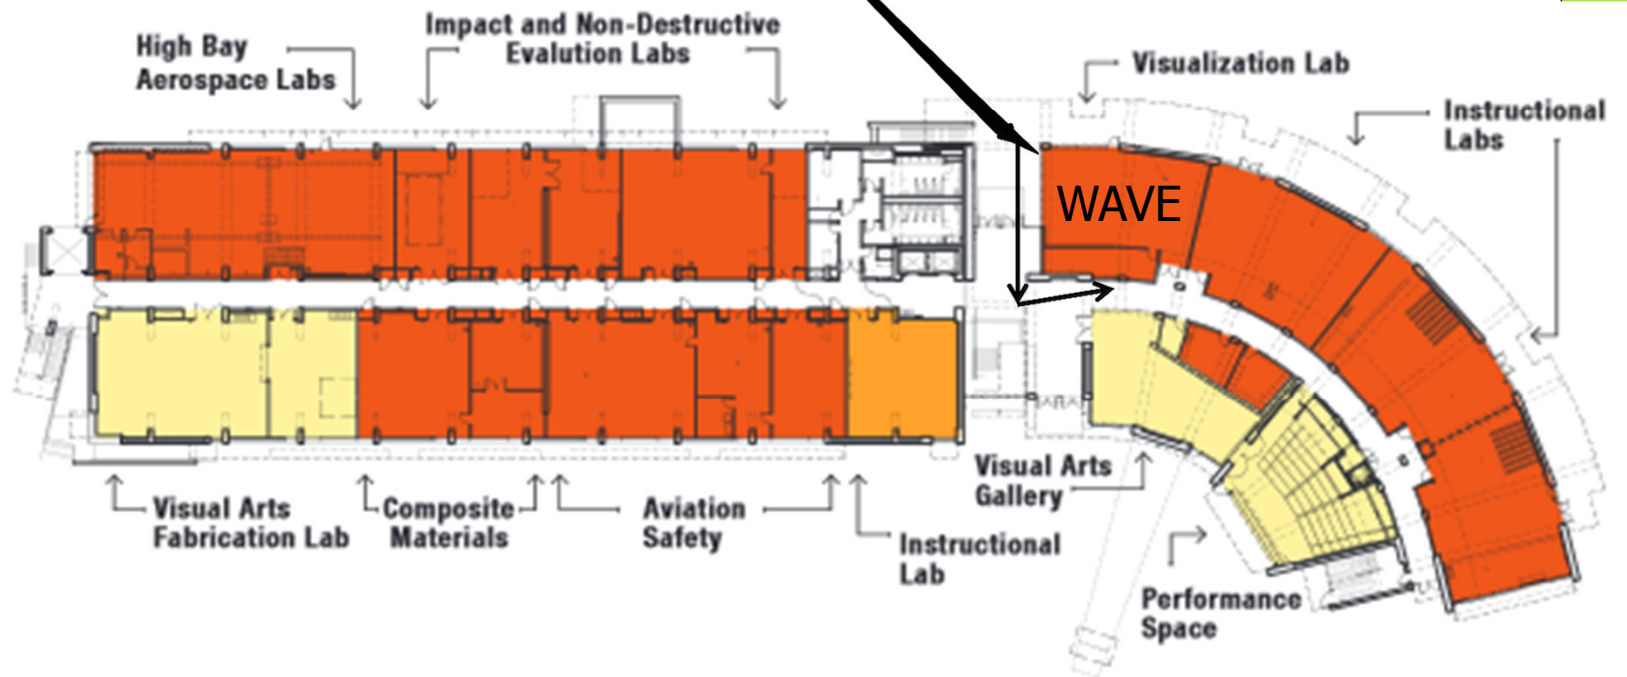 Impact and Non-Destructive
Evalution Labs
High Bay
Aerospace Labs
Visualization Lab
Instructional
Labs
WAVE
Visual Arts
Gallery
Visual Arts
Fabrication Lab
Composite
Materials
Aviation
Safety
Instructional
Lab
Performance
Space